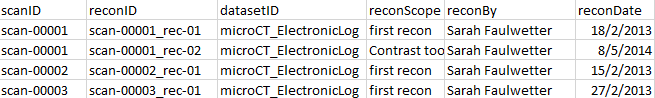 scanID reconID datasetID reconScope reconBy reconDate
scan-00001 scan-00001_rec-01 microCT_ElectronicLog first recon Sarah Faulwetter 18/2/2013
scan-00001 scan-00001_rec-02 microCT_ElectronicLog Contrast too Sarah Faulwetter 8/5/2014
scan-00002 scan-00002_rec-01 microCT_ElectronicLog first recon Sarah Faulwetter 15/2/2013
scan-00003 scan-00003_rec-01 microCT_ElectronicLog first recon Sarah Faulwetter 27/2/2013